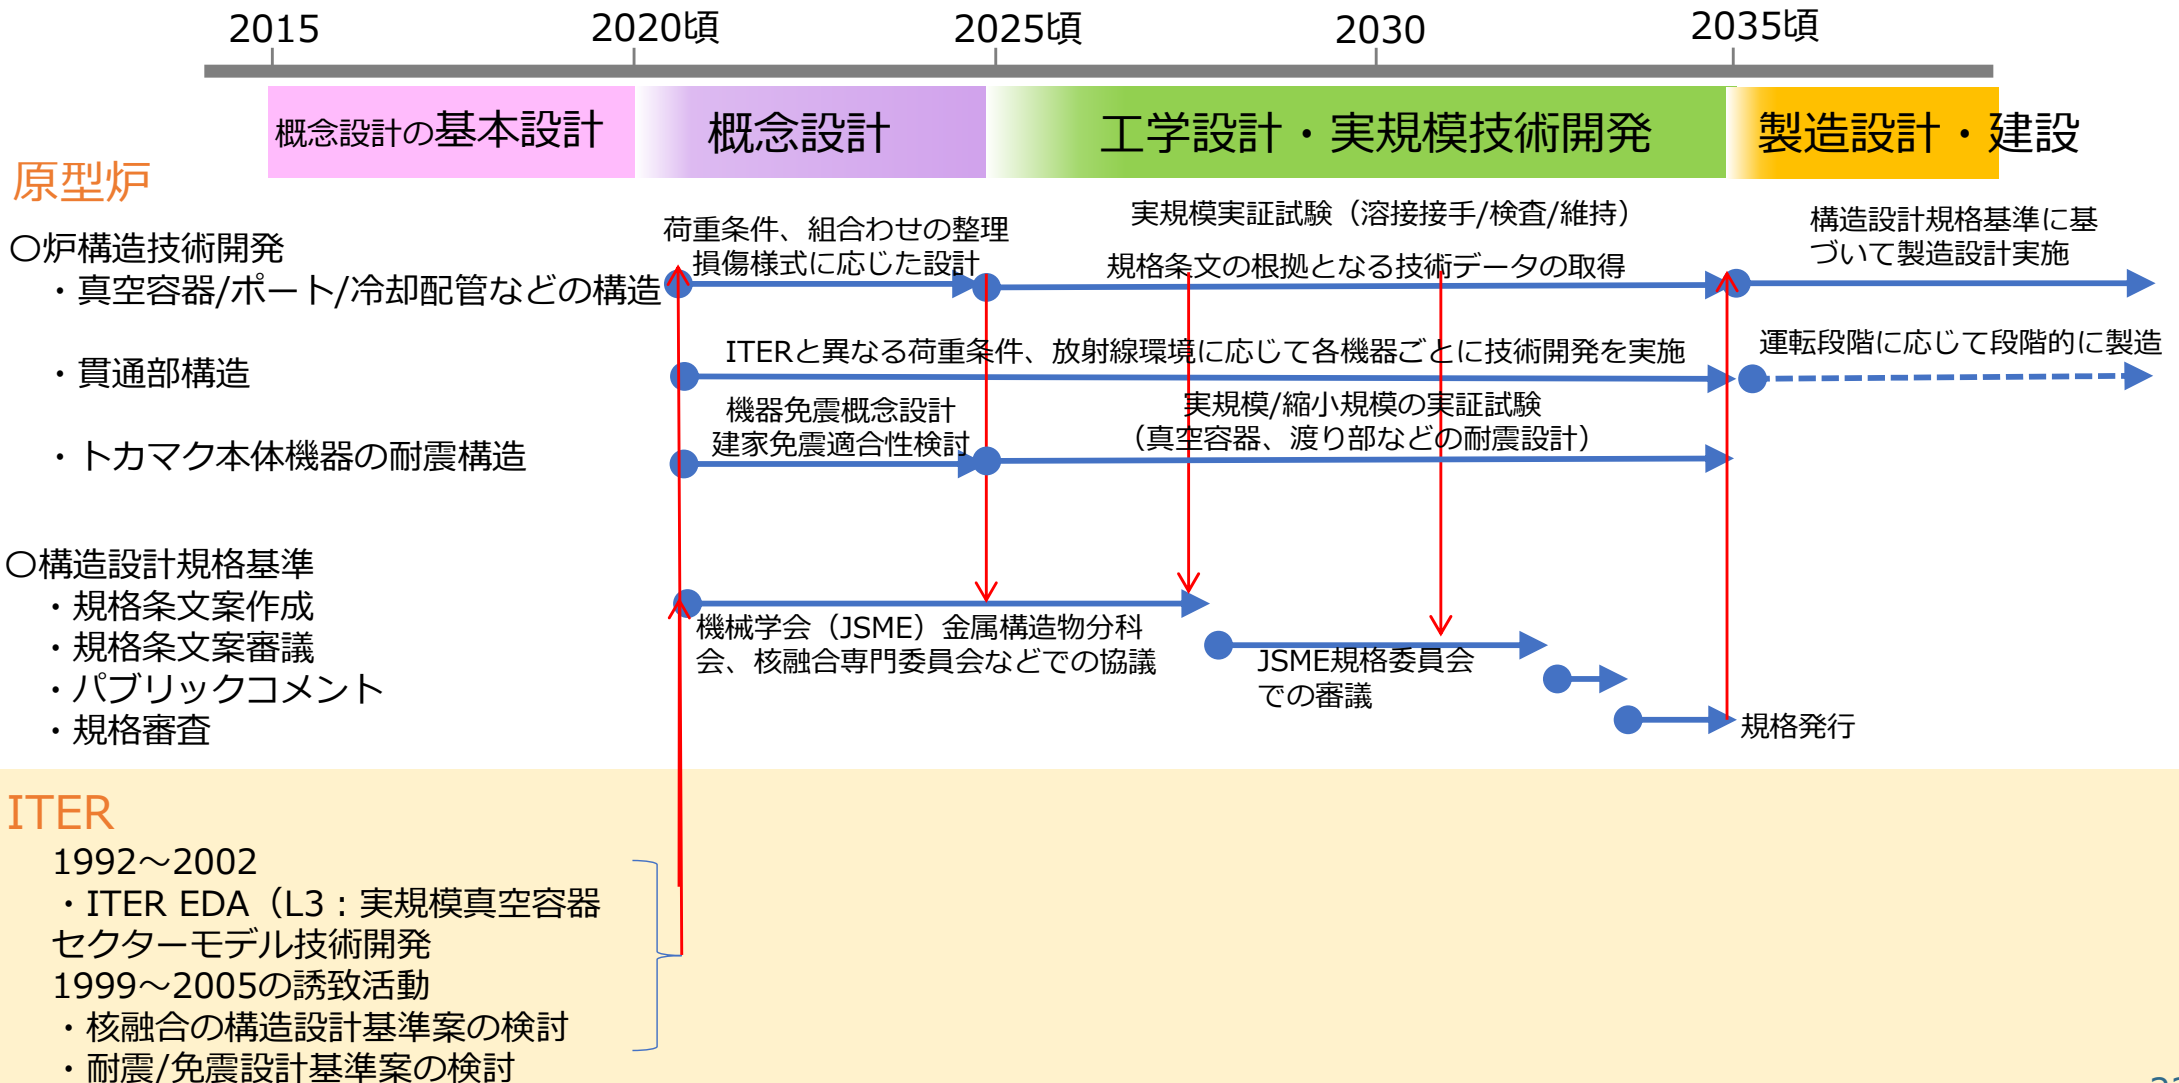 2015
2020頃
2025頃
2030
2035頃
概念設計の基本設計
概念設計
工学設計・実規模技術開発
製造設計・建設
原型炉
〇炉構造技術開発
・真空容器/ポート/冷却配管などの構造
・貫通部構造
・トカマク本体機器の耐震構造
荷重条件、組合わせの整理
損傷様式に応じた設計
実規模実証試験（溶接接手/検査/維持）
規格条文の根拠となる技術データの取得
構造設計規格基準に基
づいて製造設計実施
ITERと異なる荷重条件、放射線環境に応じて各機器ごとに技術開発を実施
運転段階に応じて段階的に製造
機器免震概念設計
建家免震適合性検討
実規模/縮小規模の実証試験
（真空容器、渡り部などの耐震設計）
〇構造設計規格基準
・規格条文案作成
・規格条文案審議
・パブリックコメント
・規格審査
機械学会（JSME）金属構造物分科
会、核融合専門委員会などでの協議
JSME規格委員会
での審議
規格発行
ITER
1992～2002
・ITER EDA（L3：実規模真空容器
セクターモデル技術開発
1999～2005の誘致活動
・核融合の構造設計基準案の検討
・耐震/免震設計基準案の検討